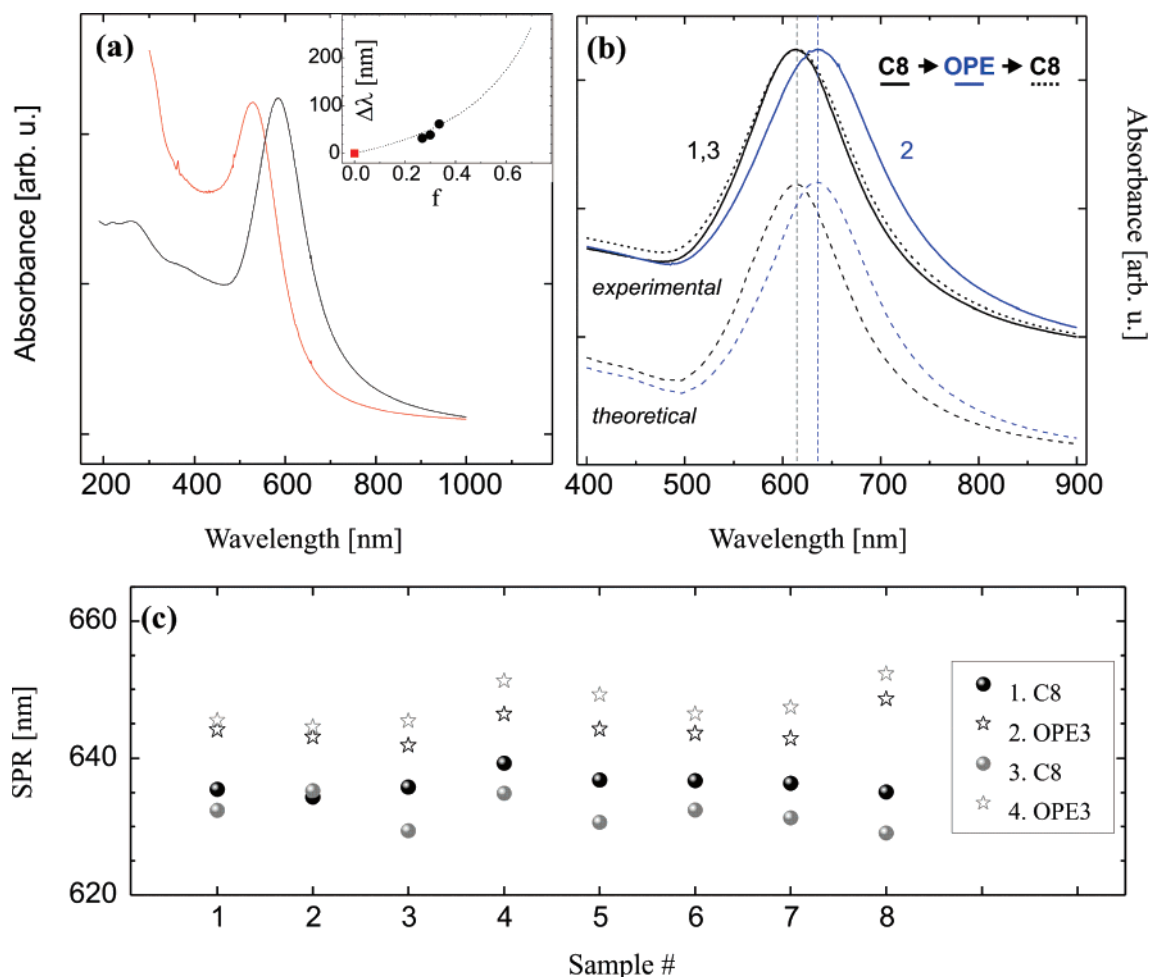 (a)
Absorbance [arb. u.]
200 400 600 800 1000
Wavelength [nm]
Δλ [nm]
200
100
0
0.0 0.2 0.4 0.6
f
(b)
C8 → OPE → C8
1,3
2
experimental
theoretical
Absorbance [arb. u.]
400 500 600 700 800 900
Wavelength [nm]
(c)
SPR [nm]
660
640
620
1 2 3 4 5 6 7 8
Sample #
1. C8
2. OPE3
3. C8
4. OPE3